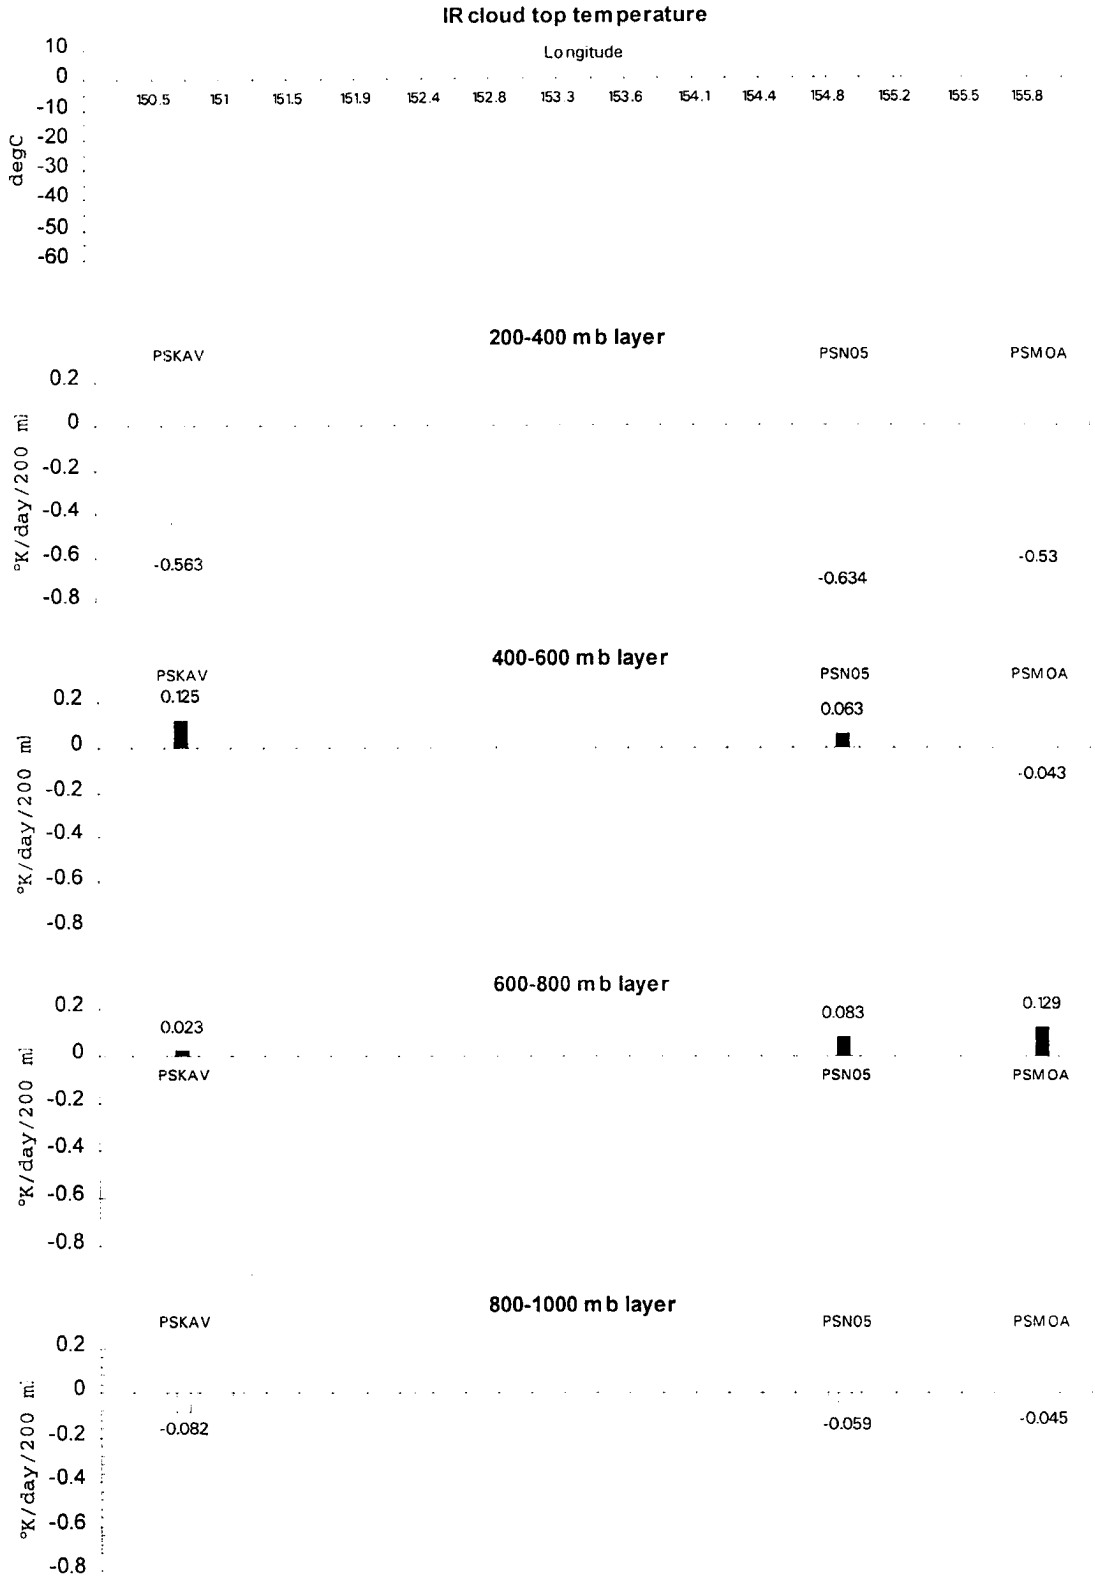 IR cloud top temperature
Longitude
10
0
150.5 151 151.5 151.9 152.4 152.8 153.3 153.6 154.1 154.4 154.8 155.2 155.5 155.8
-10
-20
-30
-40
-50
-60
degC
200-400 mb layer
PSKAV PSN05 PSMOA
0.2
0
-0.2
-0.4
-0.6
-0.8
°K/day/200 m
-0.563 -0.634 -0.53
400-600 mb layer
PSKAV PSN05 PSMOA
0.125 0.063 -0.043
0.2
0
-0.2
-0.4
-0.6
-0.8
°K/day/200 m
600-800 mb layer
0.023 0.083 0.129
PSKAV PSN05 PSMOA
0.2
0
-0.2
-0.4
-0.6
-0.8
°K/day/200 m
800-1000 mb layer
PSKAV PSN05 PSMOA
0.2
0
-0.2
-0.4
-0.6
-0.8
°K/day/200 m
-0.082 -0.059 -0.045